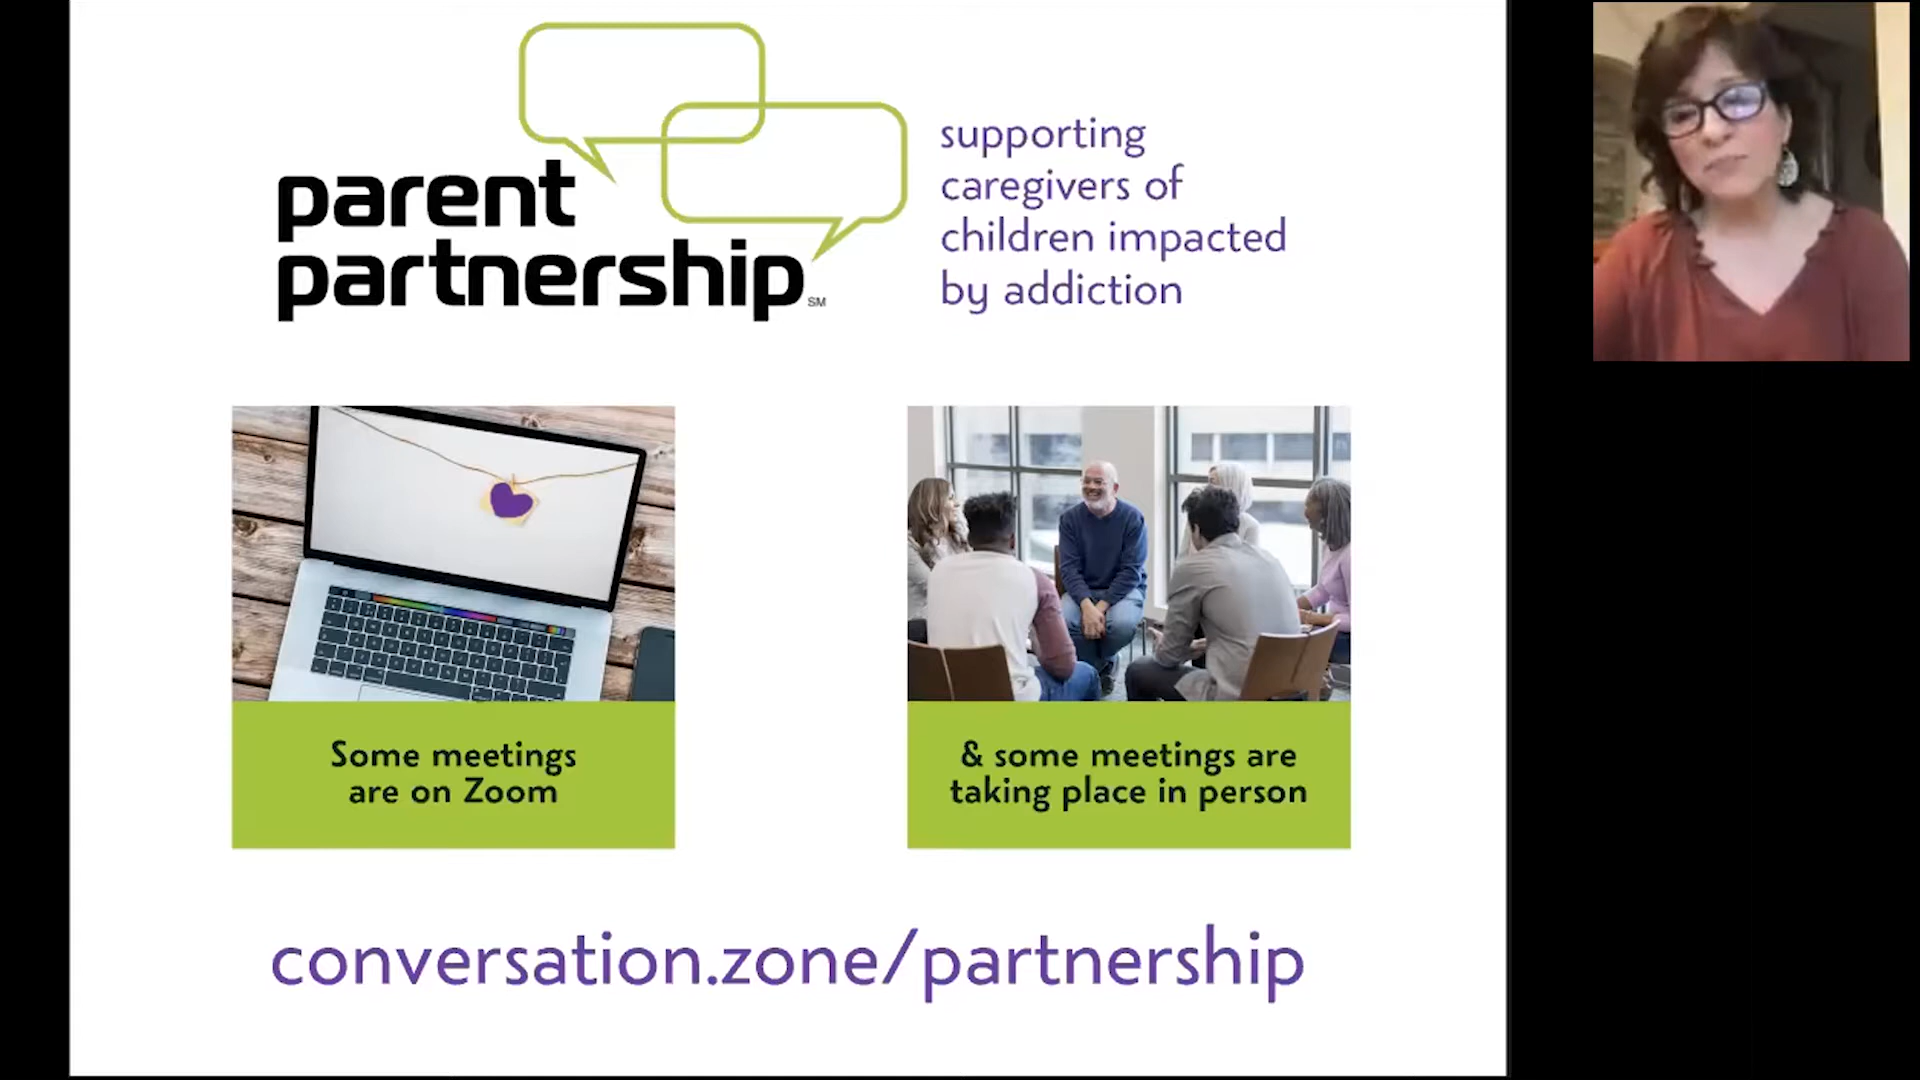 parent
partnership
SM
supporting
caregivers of
children impacted
by addiction
Some meetings
are on Zoom
& some meetings are
taking place in person
conversation.zone/partnership